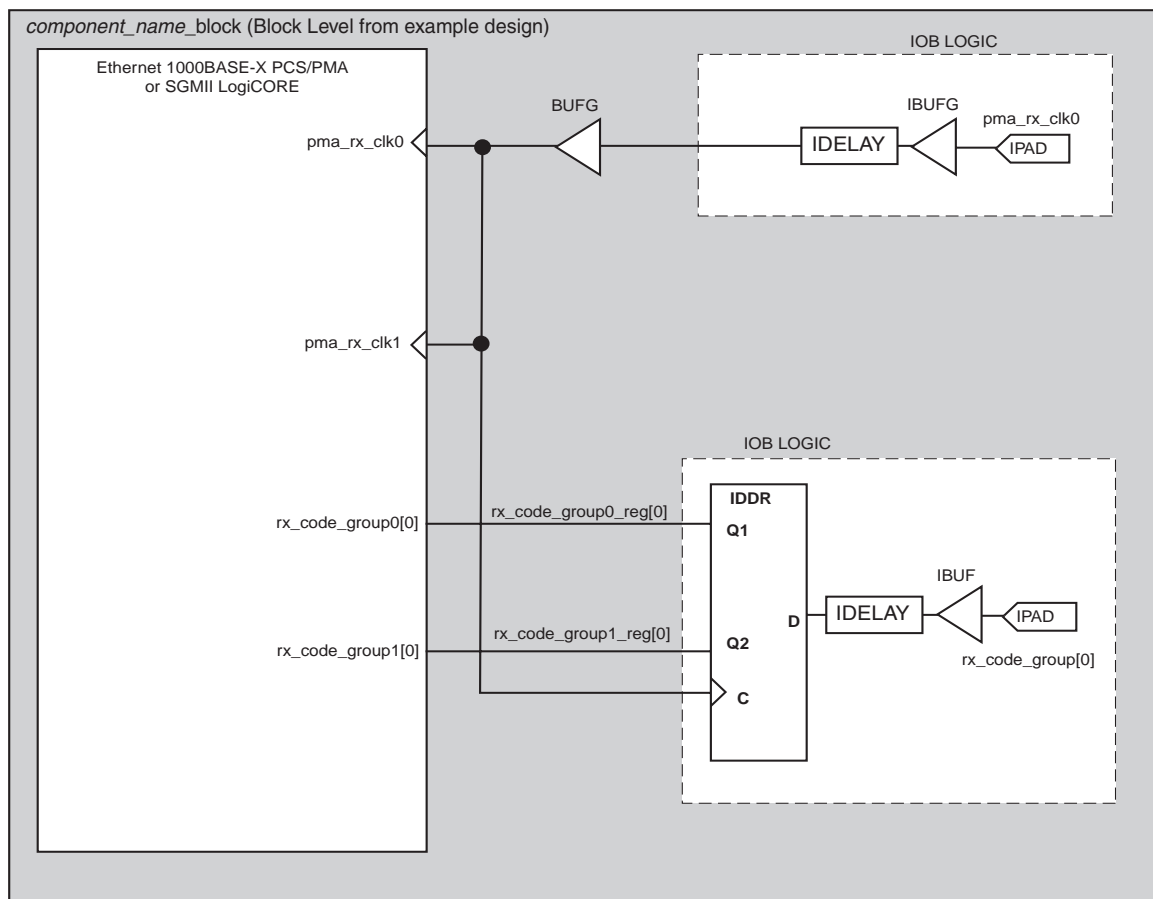 component_name_block (Block Level from example design)
Ethernet 1000BASE-X PCS/PMA
or SGMII LogiCORE
IOB LOGIC
BUFG
IBUFG
pma_rx_clk0
pma_rx_clk0
IDELAY
IPAD
pma_rx_clk1
IOB LOGIC
IDDR
rx_code_group0[0]
rx_code_group0_reg[0]
Q1
IBUF
IDELAY
IPAD
D
rx_code_group1[0]
rx_code_group1_reg[0]
Q2
rx_code_group[0]
C